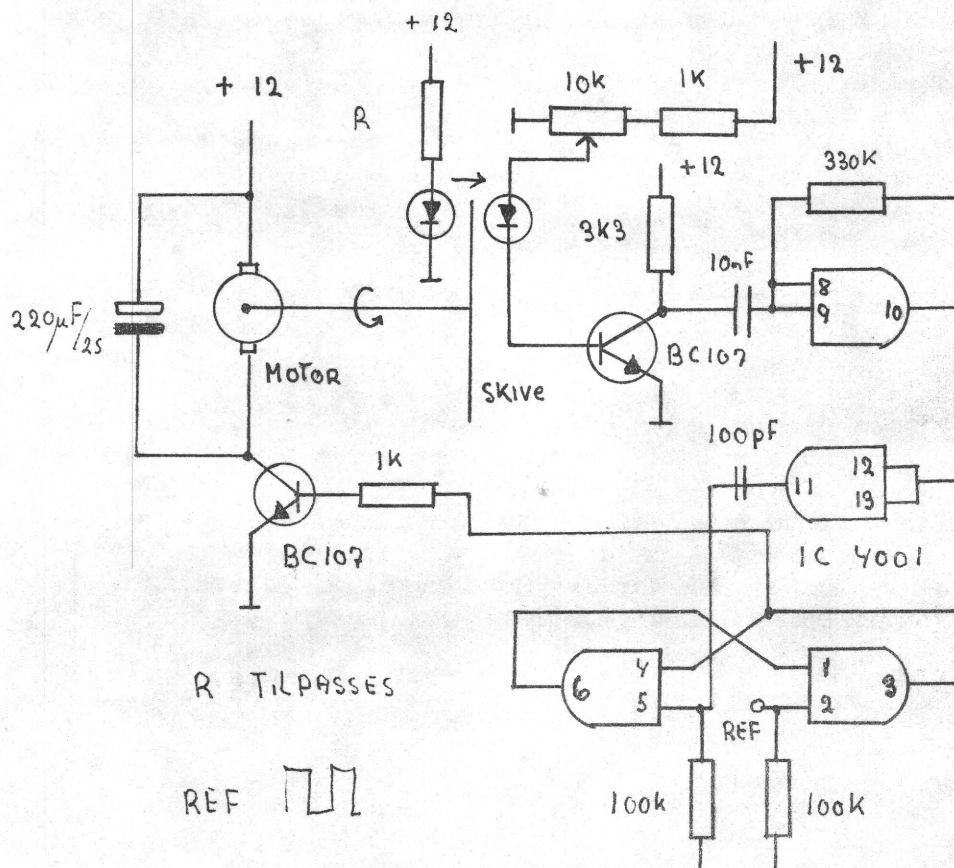 +12
+12
10K
1K
+12
R
+12
330K
3K3
10nF
8
9
10
220µF/25
MOTOR
SKIVE
BC107
100pF
1K
11
12
13
BC107
IC 4001
6
4
5
1
2
3
REF
R TILPASSES
REF
100k
100K